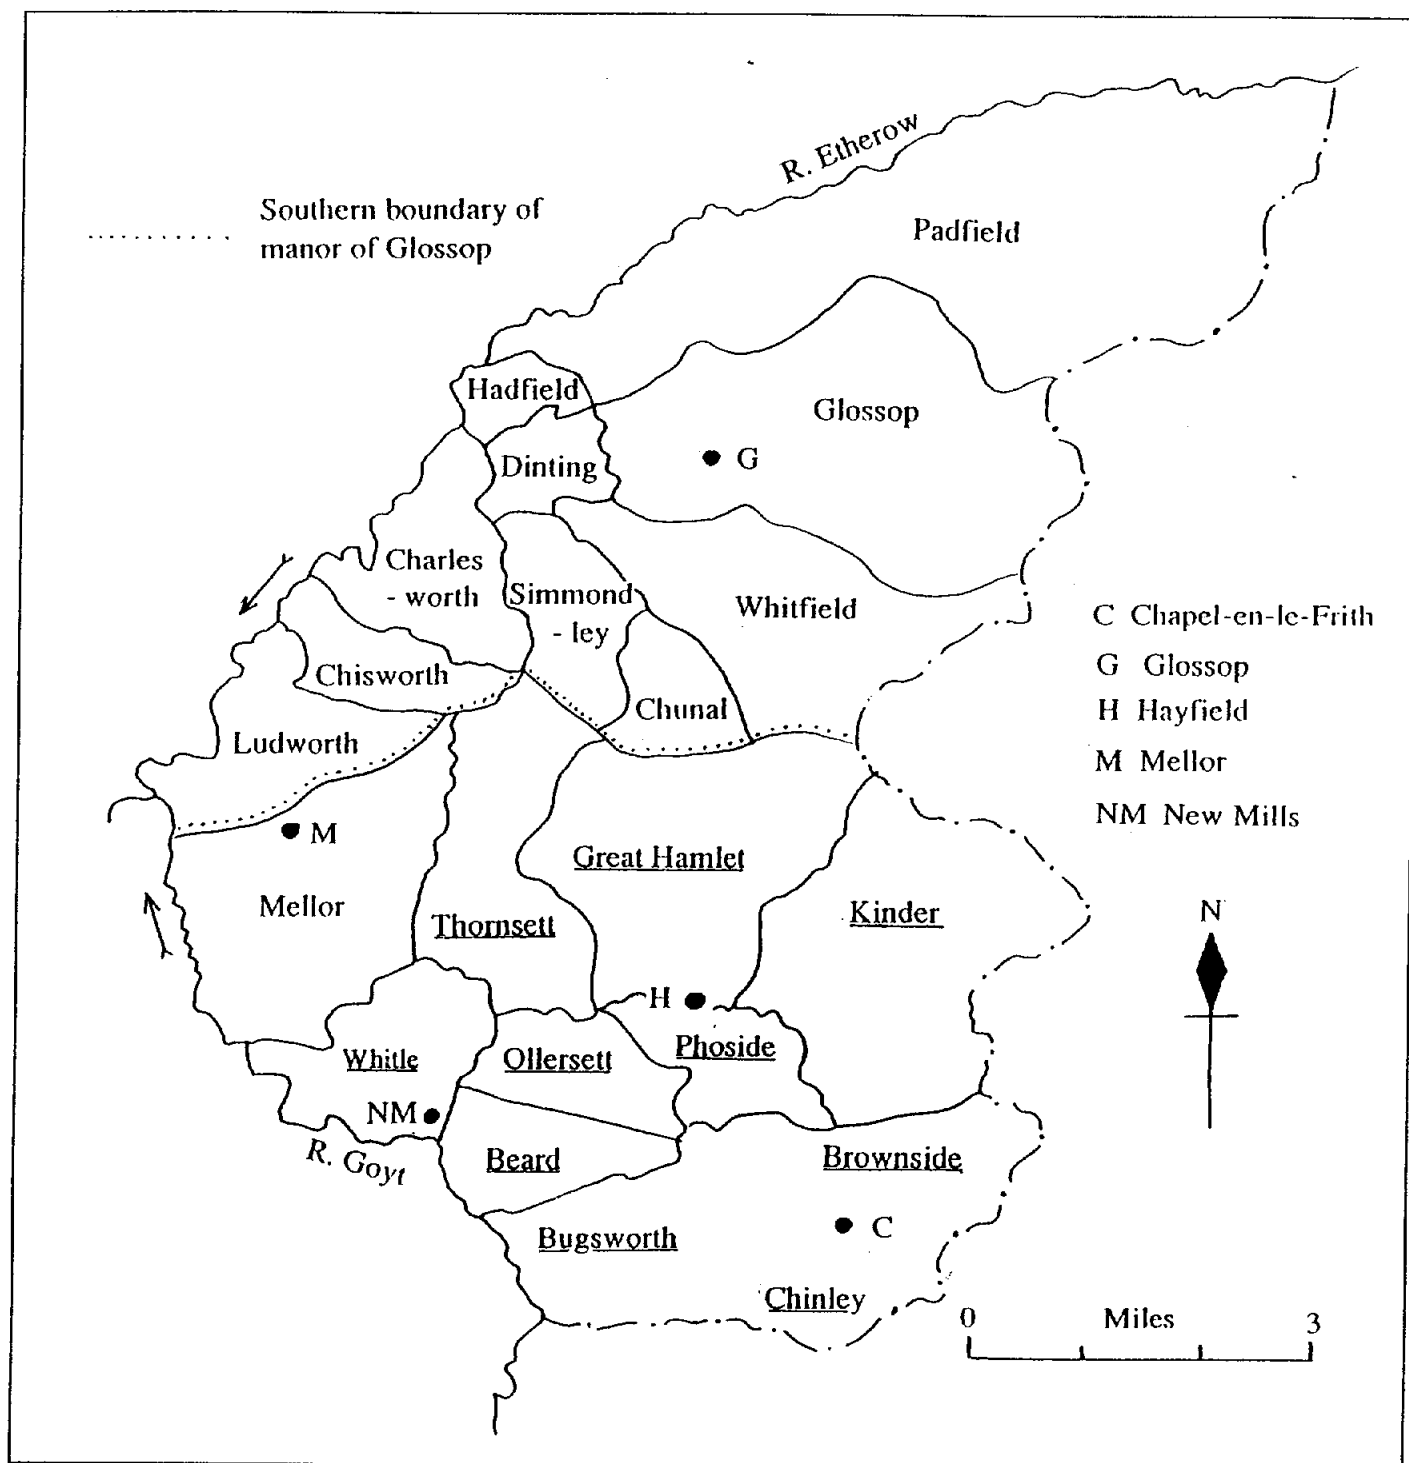 R. Etherow
Southern boundary of
manor of Glossop
Padfield
Hadfield
Glossop
G
Dinting
Charles
- worth
Simmond
- ley
Whitfield
Chisworth
Chunal
Ludworth
C Chapel-en-le-Frith
G Glossop
H Hayfield
M Mellor
NM New Mills
M
Mellor
Great Hamlet
Thornsett
Kinder
N
H
Phoside
Whitle
Ollersett
NM
R. Goyt
Beard
Brownside
Bugsworth
C
Chinley
0 Miles 3